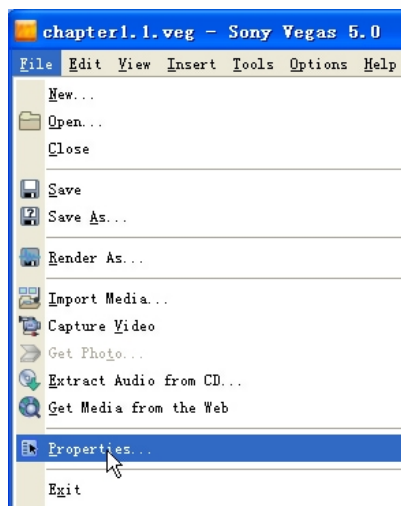 chapter1.1.veg - Sony Vegas 5.0
File Edit View Insert Tools Options Help
New...
Open...
Close
Save
Save As...
Render As...
Import Media...
Capture Video
Get Photo...
Extract Audio from CD...
Get Media from the Web
Properties...
Exit